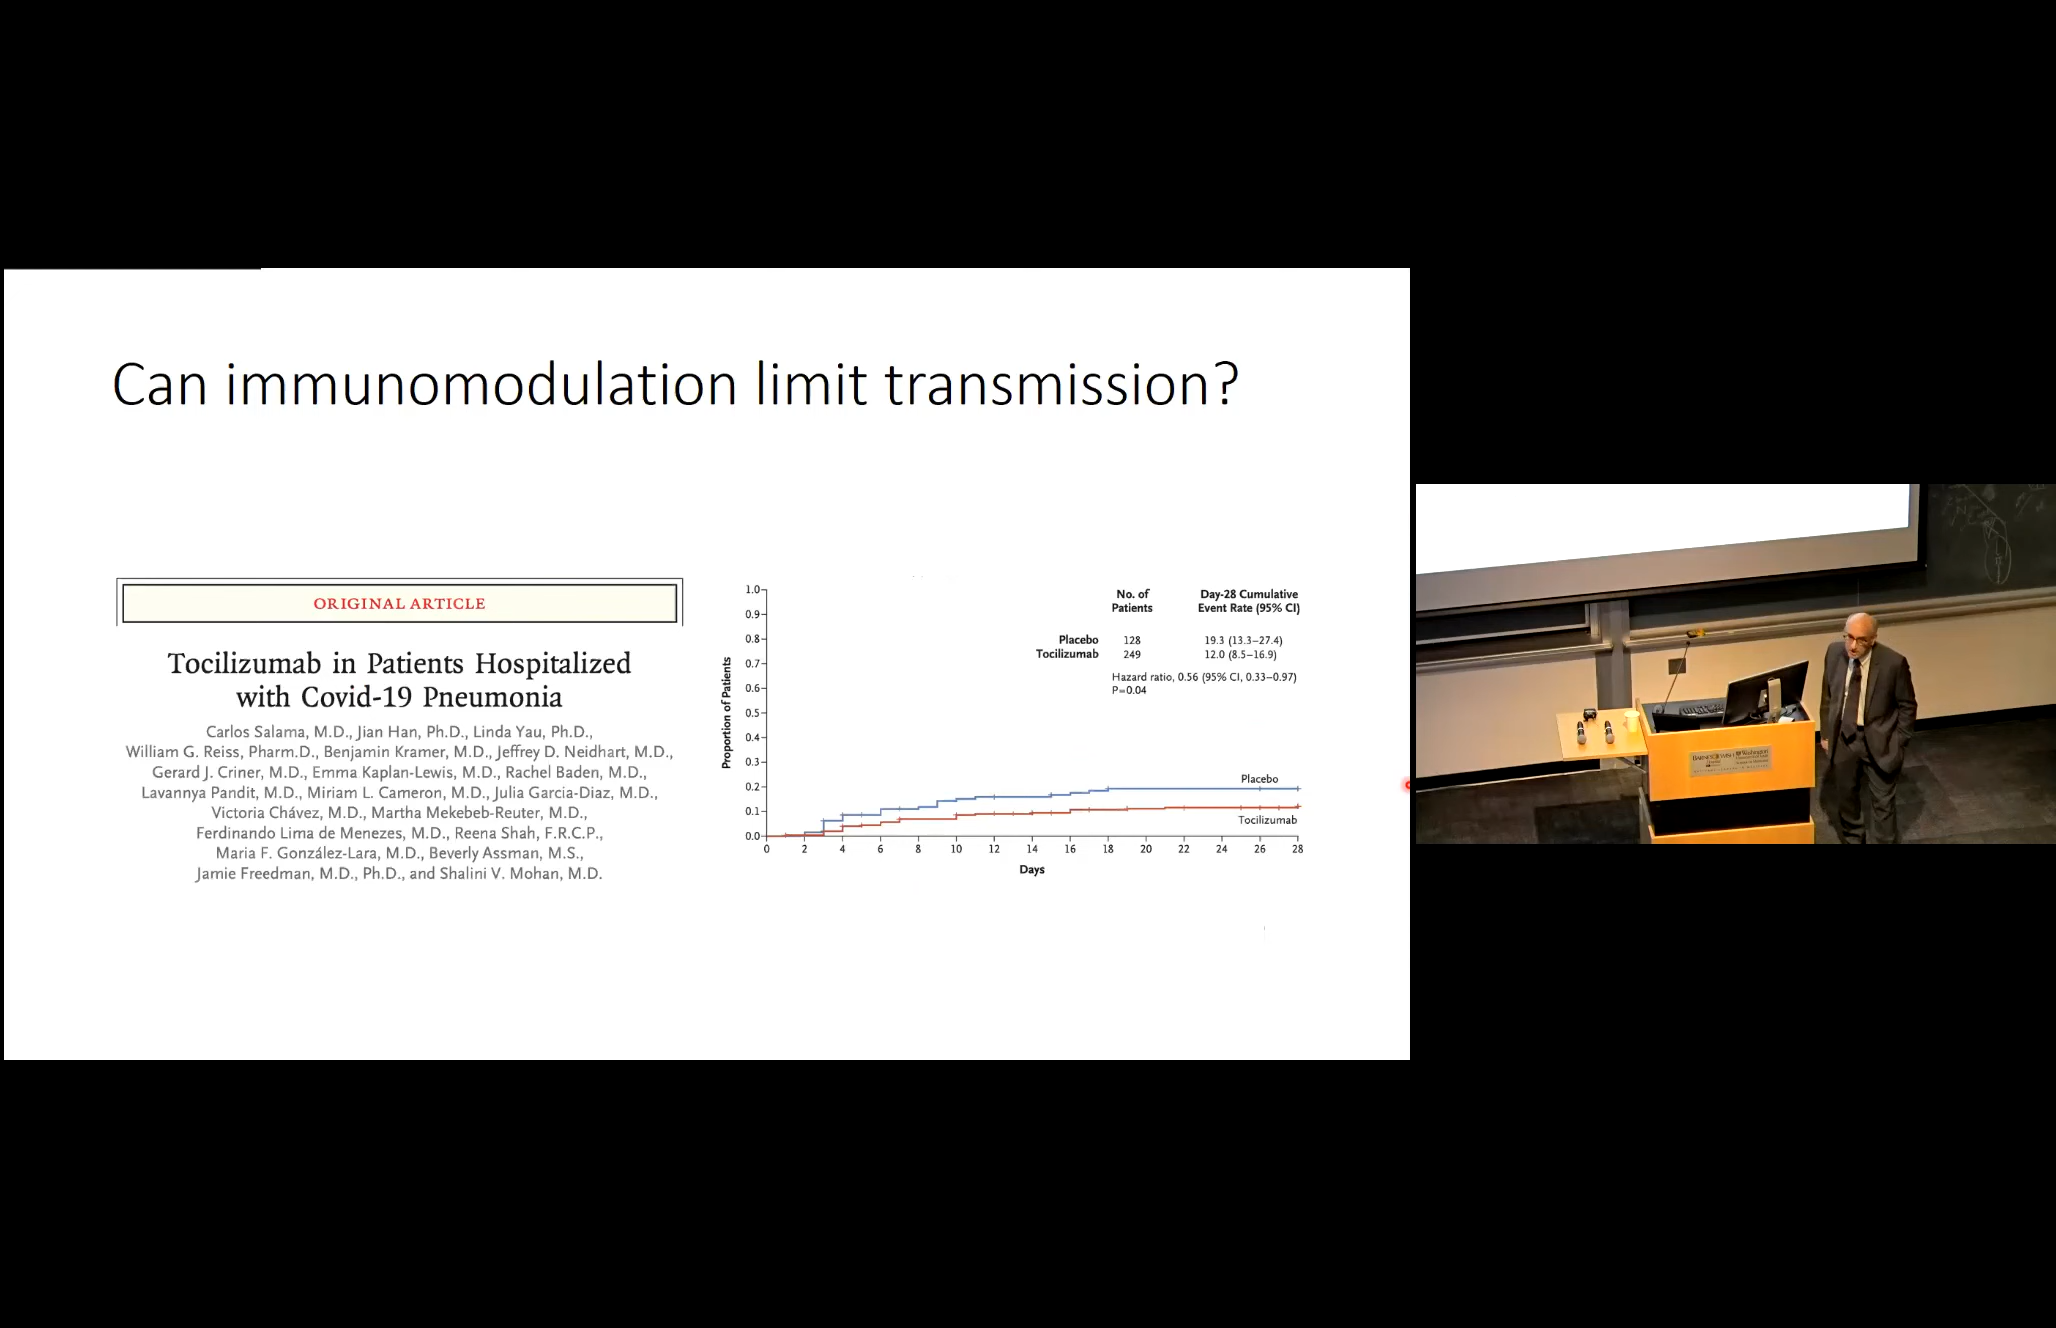 Can immunomodulation limit transmission?
ORIGINAL ARTICLE
Tocilizumab in Patients Hospitalized
with Covid-19 Pneumonia
Carlos Salama, M.D., Jian Han, Ph.D., Linda Yau, Ph.D.,
William G. Reiss, Pharm.D., Benjamin Kramer, M.D., Jeffrey D. Neidhart, M.D.,
Gerard J. Criner, M.D., Emma Kaplan-Lewis, M.D., Rachel Baden, M.D.,
Lavannya Pandit, M.D., Miriam L. Cameron, M.D., Julia Garcia-Diaz, M.D.,
Victoria Chávez, M.D., Martha Mekebeb-Reuter, M.D.,
Ferdinando Lima de Menezes, M.D., Reena Shah, F.R.C.P.,
Maria F. González-Lara, M.D., Beverly Assman, M.S.,
Jamie Freedman, M.D., Ph.D., and Shalini V. Mohan, M.D.
Proportion of Patients
1.0
0.9
0.8
0.7
0.6
0.5
0.4
0.3
0.2
0.1
0.0
No. of Patients
Day-28 Cumulative Event Rate (95% CI)
Placebo 128 19.3 (13.3–27.4)
Tocilizumab 249 12.0 (8.5–16.9)
Hazard ratio, 0.56 (95% CI, 0.33–0.97)
P=0.04
Placebo
Tocilizumab
0 2 4 6 8 10 12 14 16 18 20 22 24 26 28
Days
BARNES JEWISH Washington